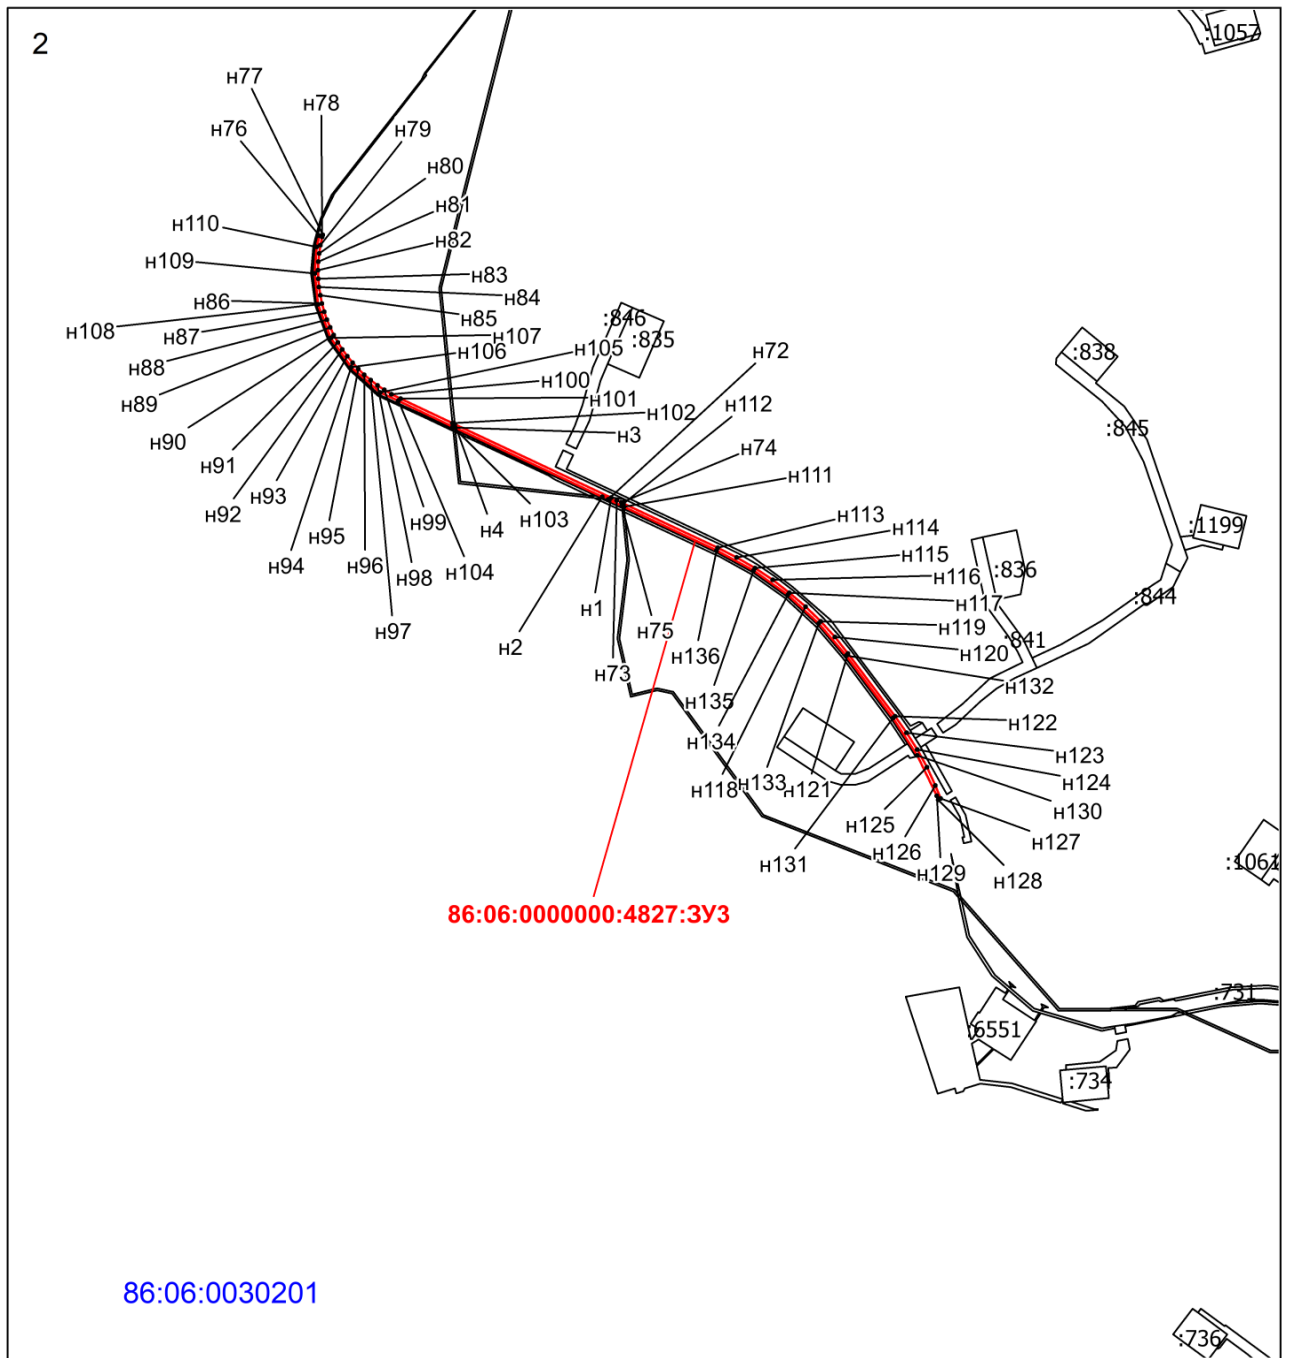 2
:1057
н77
н78
н76
н79
н80
н81
н110
н82
н109
н83
н84
н86
н85
н108
н87
н107
:846
:835
н88
н106
н105
н72
:838
н89
н100
н101
н112
н90
н102
н3
н74
:845
н91
н111
н92
н93
н99
н4
н103
н113
н114
:1199
н95
н94
н96
н98
н104
н115
н116
:836
:844
н97
н1
н2
н75
н73
н136
н117
н119
н120
:841
н132
н135
н134
н122
н123
н118
н133
н121
н124
н130
н125
н127
н131
н126
н129
н128
:1061
86:06:0000000:4827:ЗУ3
:731
:6551
:734
86:06:0030201
:736